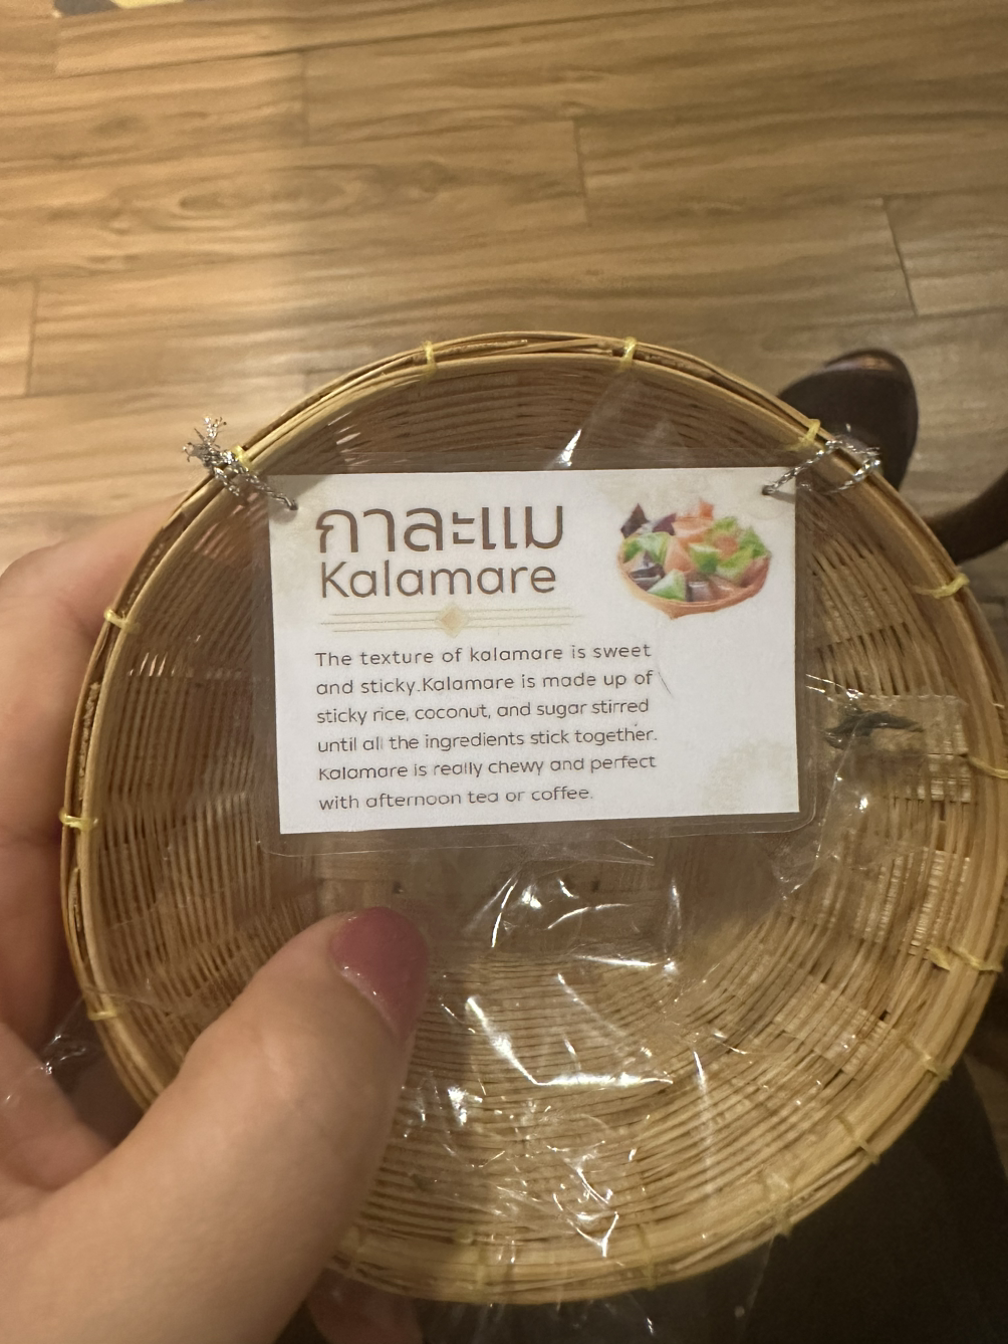 กาละแม
Kalamare
The texture of kalamare is sweet
and sticky.Kalamare is made up of
sticky rice, coconut, and sugar stirred
until all the ingredients stick together.
Kalamare is really chewy and perfect
with afternoon tea or coffee.